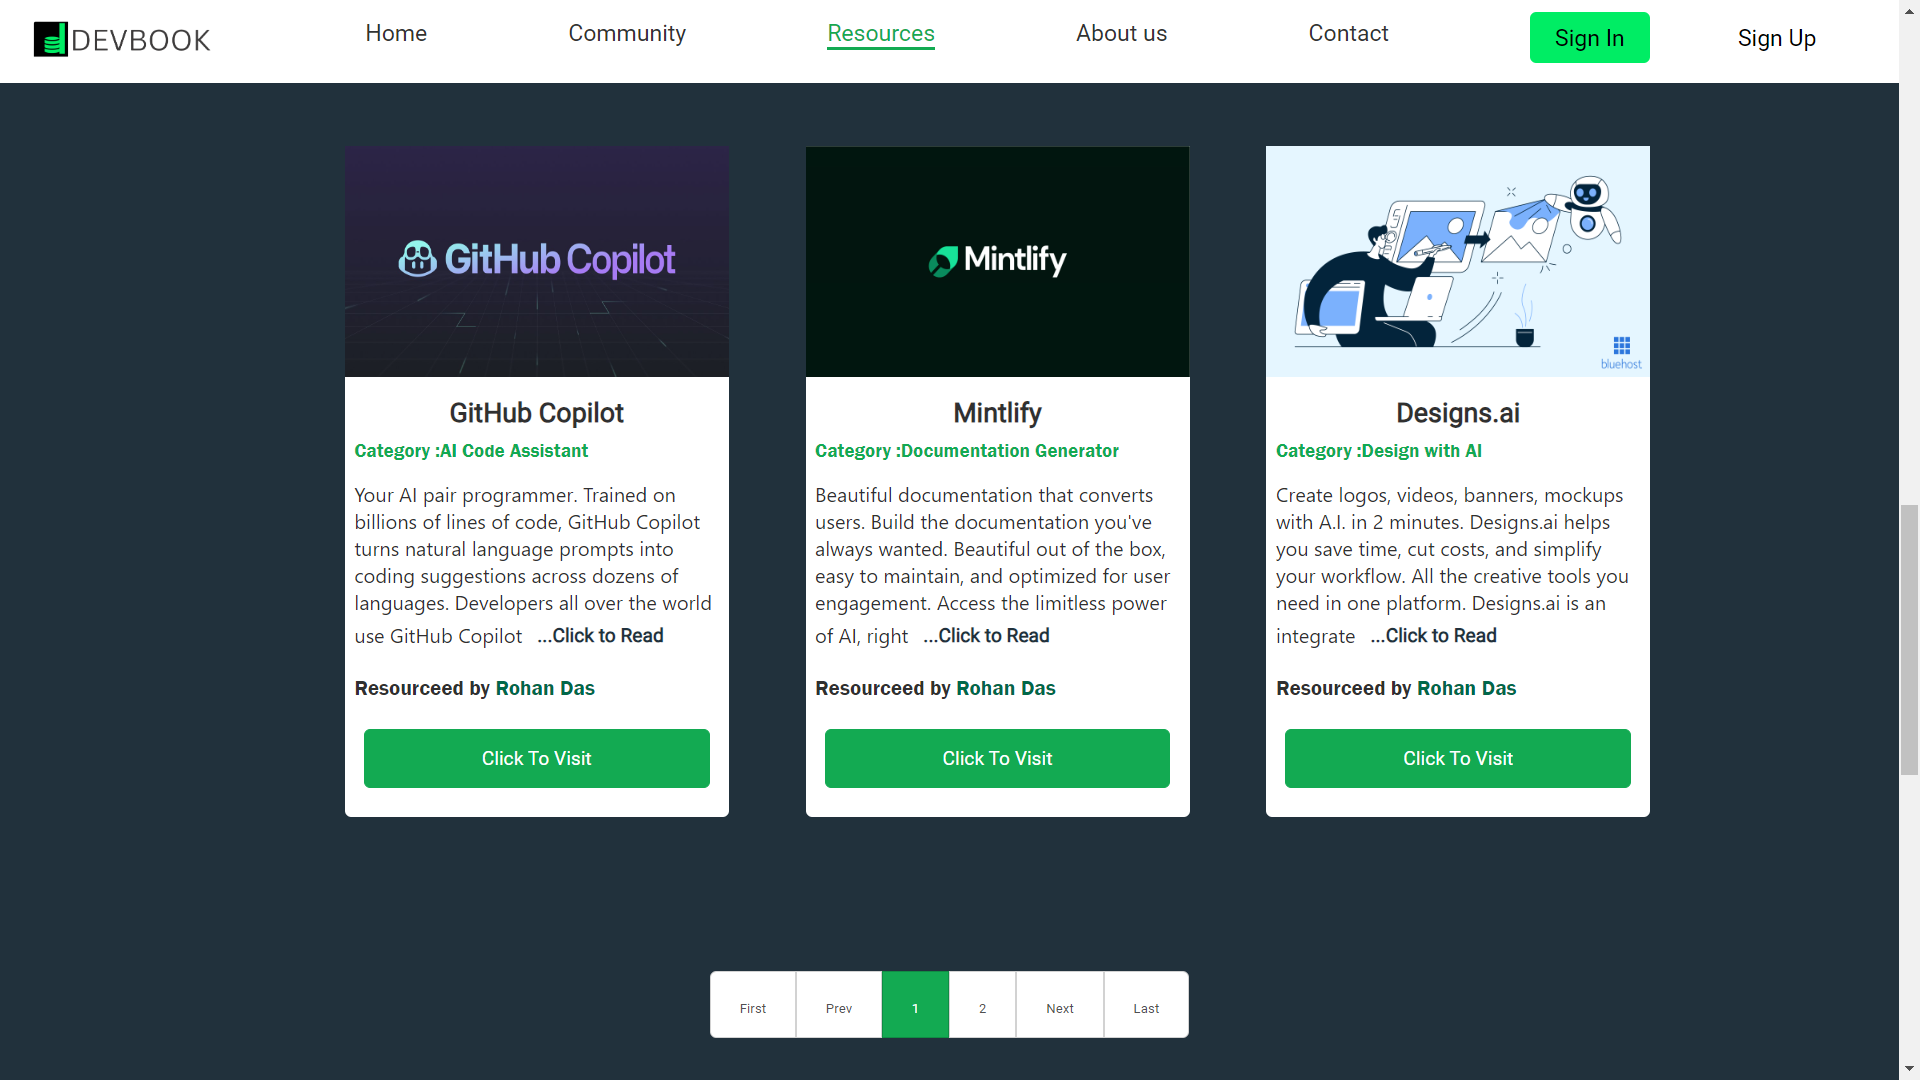 DEVBOOK
Home
Community
Resources
About us
Contact
Sign In
Sign Up
GitHub Copilot
GitHub Copilot
Category :AI Code Assistant
Your AI pair programmer. Trained on
billions of lines of code, GitHub Copilot
turns natural language prompts into
coding suggestions across dozens of
languages. Developers all over the world
use GitHub Copilot ...Click to Read
Resourceed by Rohan Das
Click To Visit
Mintlify
Mintlify
Category :Documentation Generator
Beautiful documentation that converts
users. Build the documentation you've
always wanted. Beautiful out of the box,
easy to maintain, and optimized for user
engagement. Access the limitless power
of AI, right ...Click to Read
Resourceed by Rohan Das
Click To Visit
bluehost
Designs.ai
Category :Design with AI
Create logos, videos, banners, mockups
with A.I. in 2 minutes. Designs.ai helps
you save time, cut costs, and simplify
your workflow. All the creative tools you
need in one platform. Designs.ai is an
integrate ...Click to Read
Resourceed by Rohan Das
Click To Visit
First
Prev
1
2
Next
Last